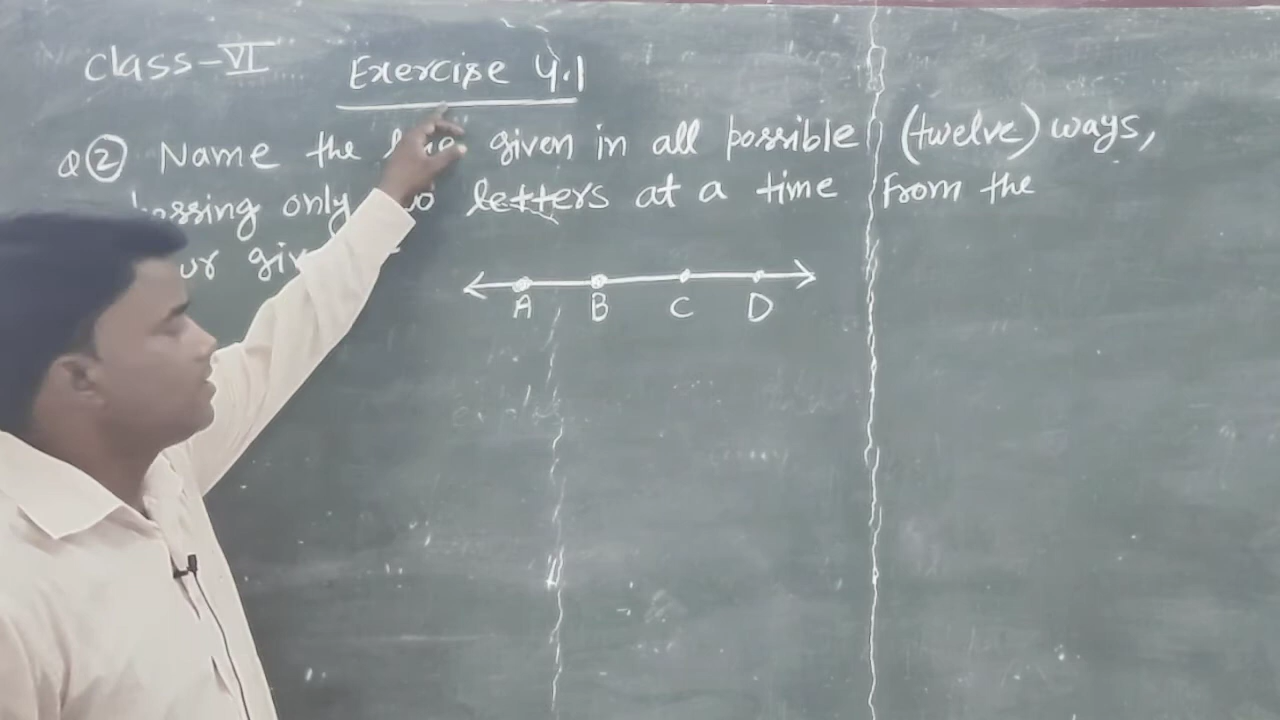 Class-VI
Exercise 4.1
Q② Name the given in all possible (twelve) ways,
only letters at a time from the
A B C D